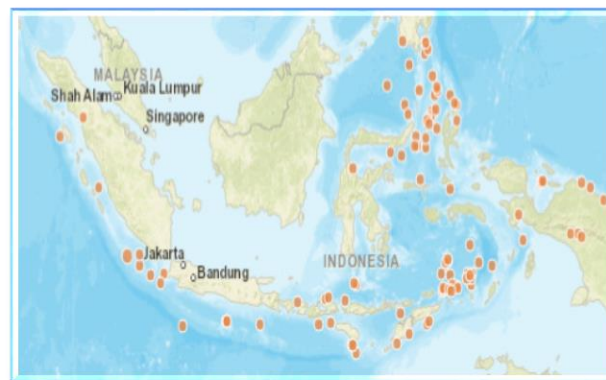 MALAYSIA
Kuala Lumpur
Shah Alam
Singapore
Jakarta
Bandung
INDONESIA